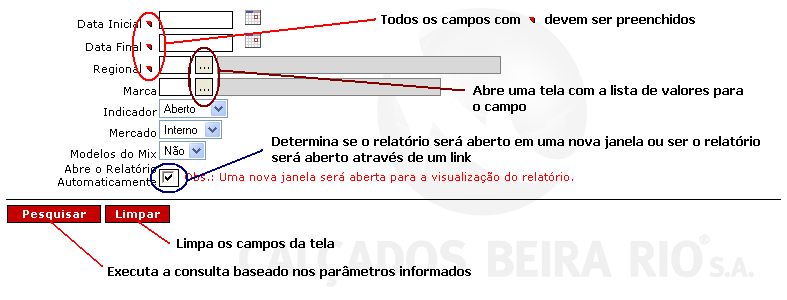 Data Inicial
Todos os campos com devem ser preenchidos
Data Final
Regional
...
Marca
...
Abre uma tela com a lista de valores para
o campo
Indicador Aberto
Mercado Interno
Modelos do Mix Não
Determina se o relatório será aberto em uma nova janela ou ser o relatório
será aberto através de um link
Abre o Relatório
Automaticamente
Obs.: Uma nova janela será aberta para a visualização do relatório.
Pesquisar Limpar
Limpa os campos da tela
CALÇADOS BEIRA RIO® S.A.
Executa a consulta baseado nos parâmetros informados